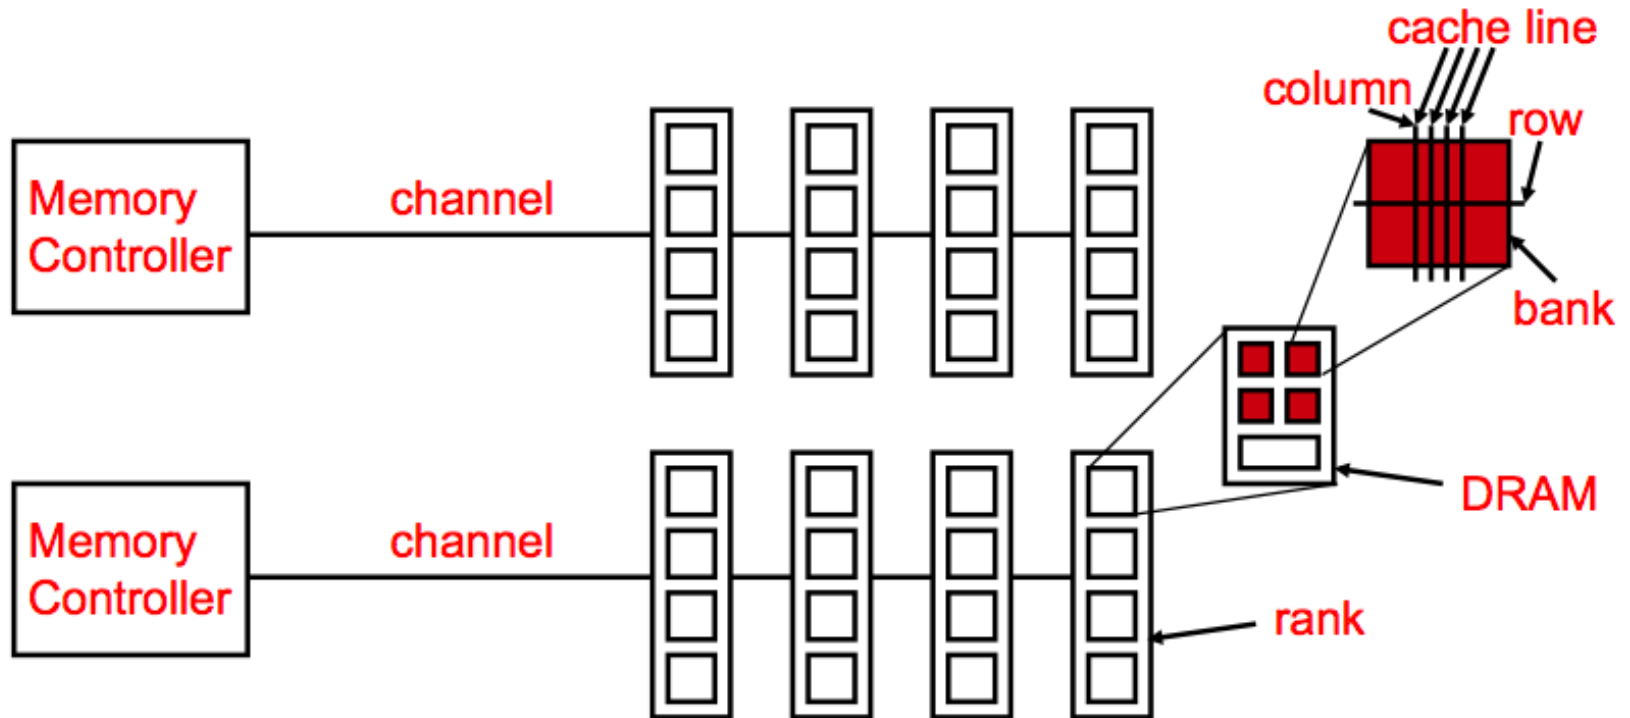 cache line
column
row
Memory
Controller
channel
bank
DRAM
Memory
Controller
channel
rank